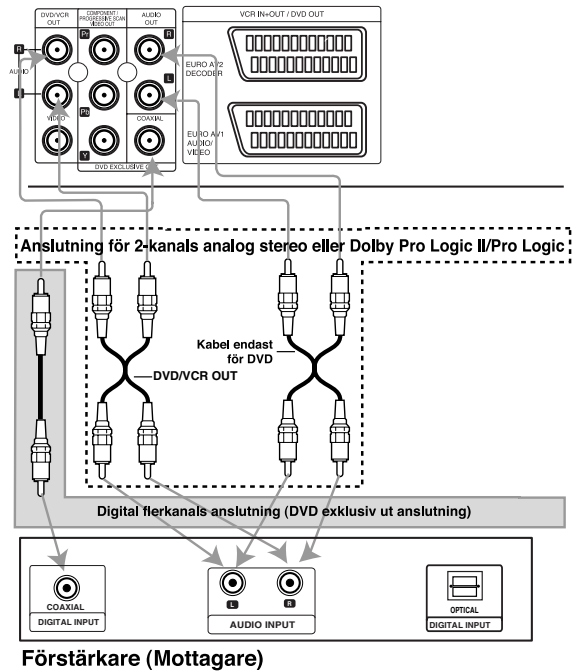 DVD/VCR
OUT
COMPONENT /
PROGRESSIVE SCAN
VIDEO OUT
AUDIO
OUT
VCR IN+OUT / DVD OUT
R
Pr
R
AUDIO
EURO AV2
DECODER
L
L
Pb
VIDEO
COAXIAL
EURO AV1
AUDIO/
VIDEO
Y
DVD EXCLUSIVE OUT
Anslutning för 2-kanals analog stereo eller Dolby Pro Logic II/Pro Logic
Kabel endast
för DVD
DVD/VCR OUT
Digital flerkanals anslutning (DVD exklusiv ut anslutning)
COAXIAL
DIGITAL INPUT
L
R
AUDIO INPUT
OPTICAL
DIGITAL INPUT
Förstärkare (Mottagare)